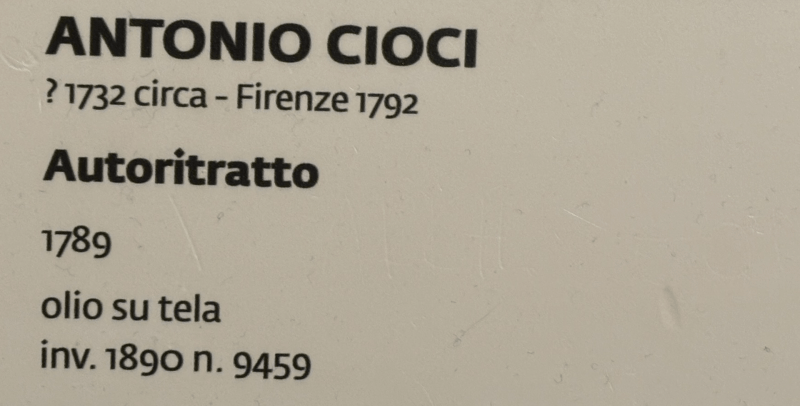 ANTONIO CIOCI
? 1732 circa - Firenze 1792
Autoritratto
1789
olio su tela
inv. 1890 n. 9459